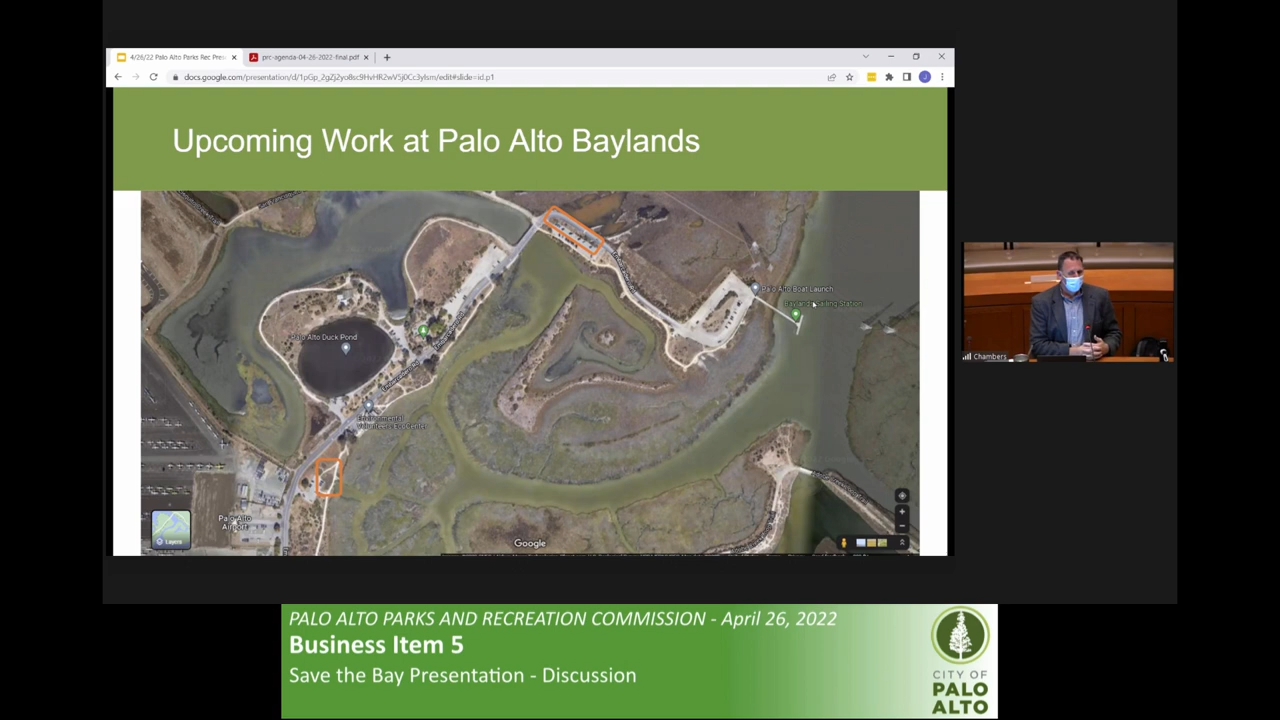 4/26/22 Palo Alto Parks Rec Pres
prc-agenda-04-26-2022-final.pdf
Upcoming Work at Palo Alto Baylands
Palo Alto Boat Launch
Baylands Sailing Station
Palo Alto Duck Pond
Environmental
Volunteers EcoCenter
Palo Alto
Airport
Layers
Google
Chambers
PALO ALTO PARKS AND RECREATION COMMISSION - April 26, 2022
Business Item 5
Save the Bay Presentation - Discussion
CITY OF
PALO
ALTO